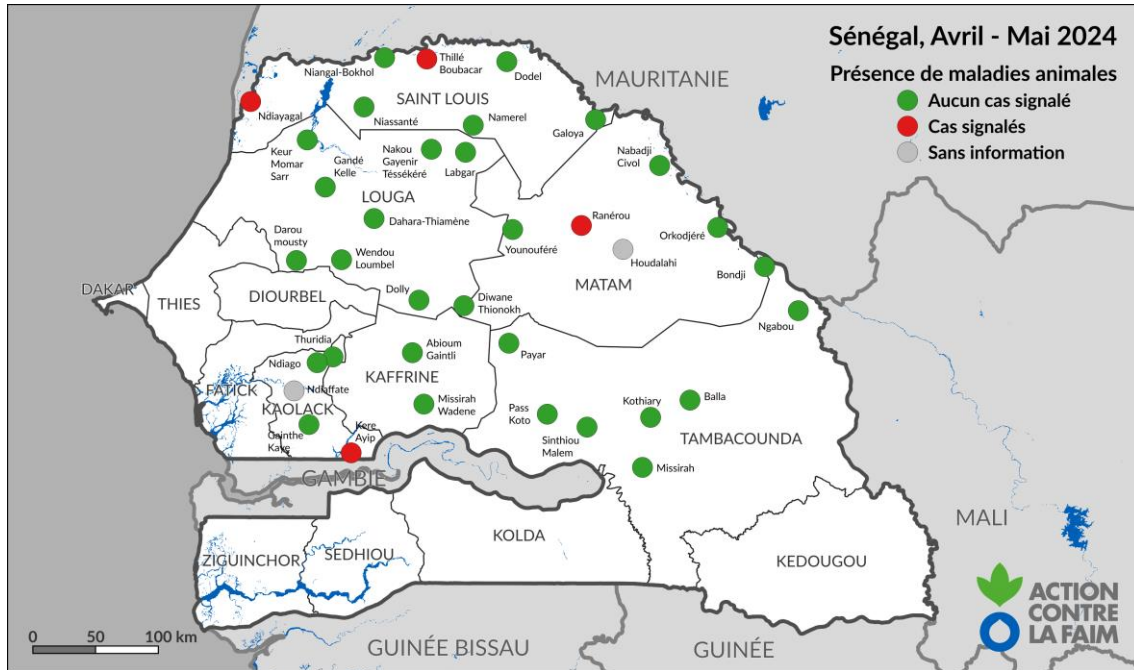 Sénégal, Avril - Mai 2024
Présence de maladies animales
Aucun cas signalé
Cas signalés
Sans information
MAURITANIE
Niangal-Bokhol
Thillé
Boubacar
Dodel
SAINT LOUIS
Ndiayagal
Niassanté
Namerel
Galoya
Keur
Momar
Sarr
Gandé
Kelle
Nakou
Gayenir
Téssékéré
Labgar
Nabadji
Civol
LOUGA
Dahara-Thiamène
Ranérou
Orkodjéré
Darou
mousty
Wendou
Loumbel
Younouféré
Houdalahi
Bondji
MATAM
DAKAR
THIES
DIOURBEL
Dolly
Diwane
Thionokh
Ngabou
Thuridia
Ndiago
Abioum
Gaintli
Payar
KAFFRINE
FATICK
Ndiaffate
KAOLACK
Missirah
Wadene
Pass
Koto
Kothiary
Balla
Gainthe
Kaye
Kere
Ayip
Sinthiou
Malem
TAMBACOUNDA
Missirah
GAMBIE
MALI
ZIGUINCHOR
SEDHIOU
KOLDA
KEDOUGOU
GUINÉE BISSAU
GUINÉE
0 50 100 km
ACTION
CONTRE
LA FAIM